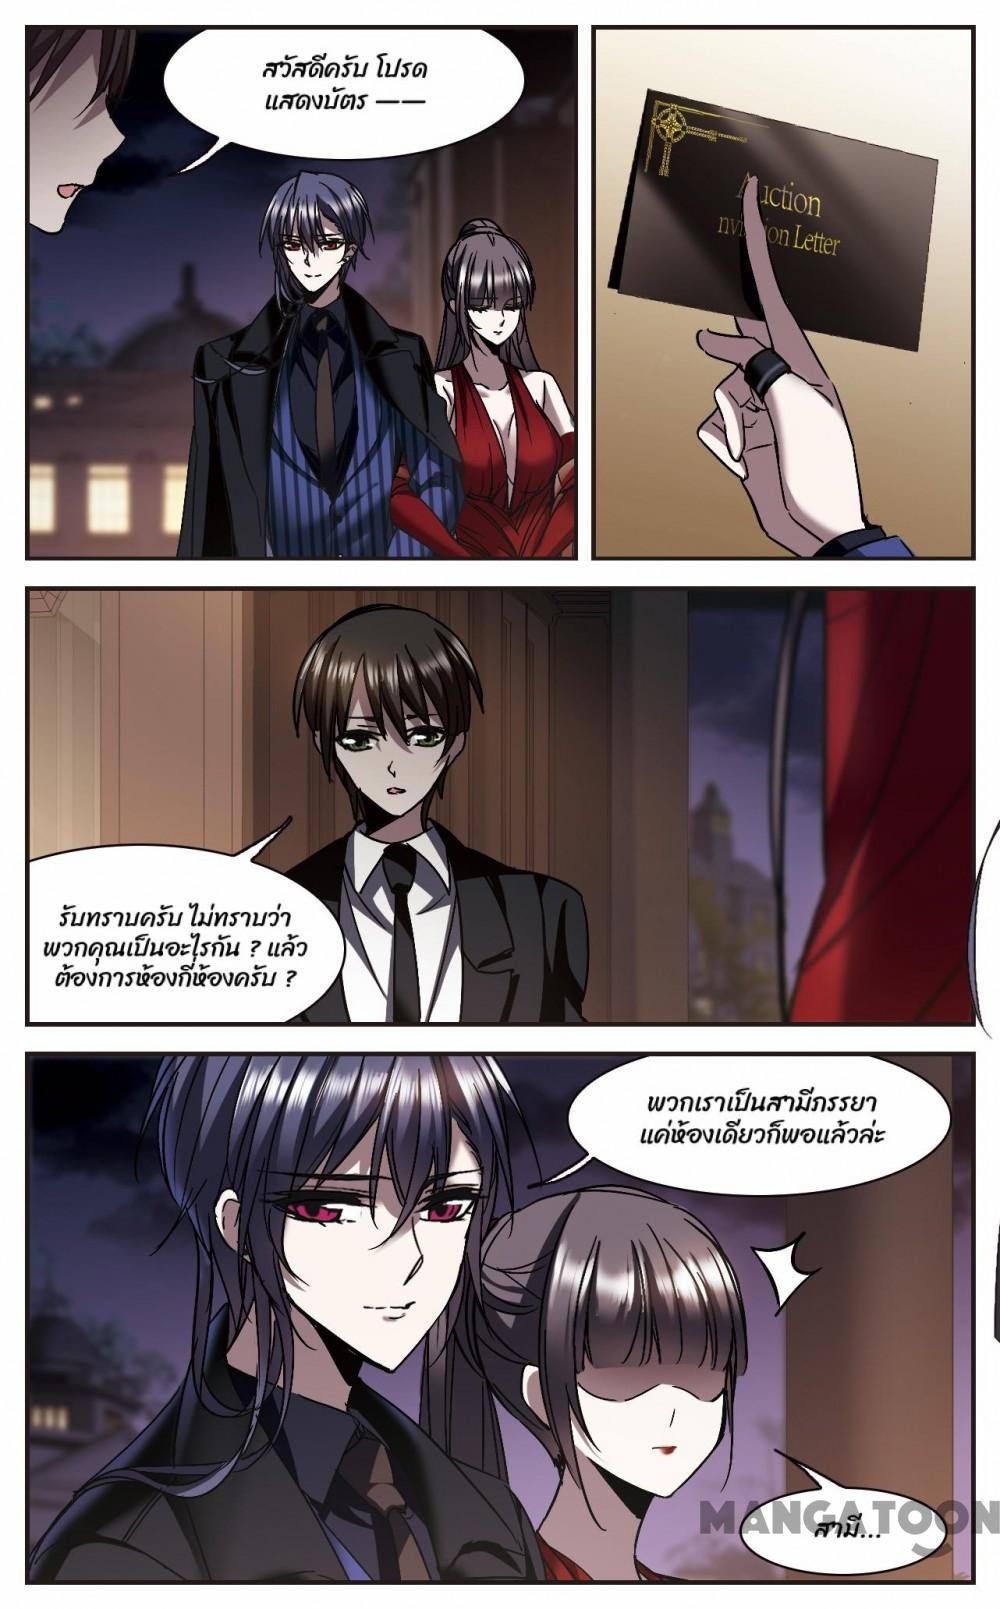 สวัสดีครับ โปรด
แสดงบัตร ——
Auction
nvi ion Letter
รับทราบครับ ไม่ทราบว่า
พวกคุณเป็นอะไรกัน ? แล้ว
ต้องการห้องกี่ห้องครับ ?
พวกเราเป็นสามีภรรยา
แค่ห้องเดียวก็พอแล้วล่ะ
สามี...
MANGATOON